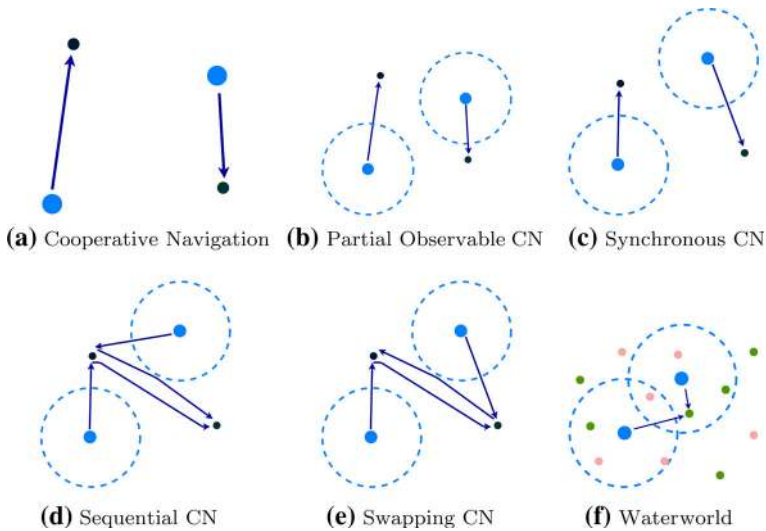 (a) Cooperative Navigation
(b) Partial Observable CN
(c) Synchronous CN
(d) Sequential CN
(e) Swapping CN
(f) Waterworld